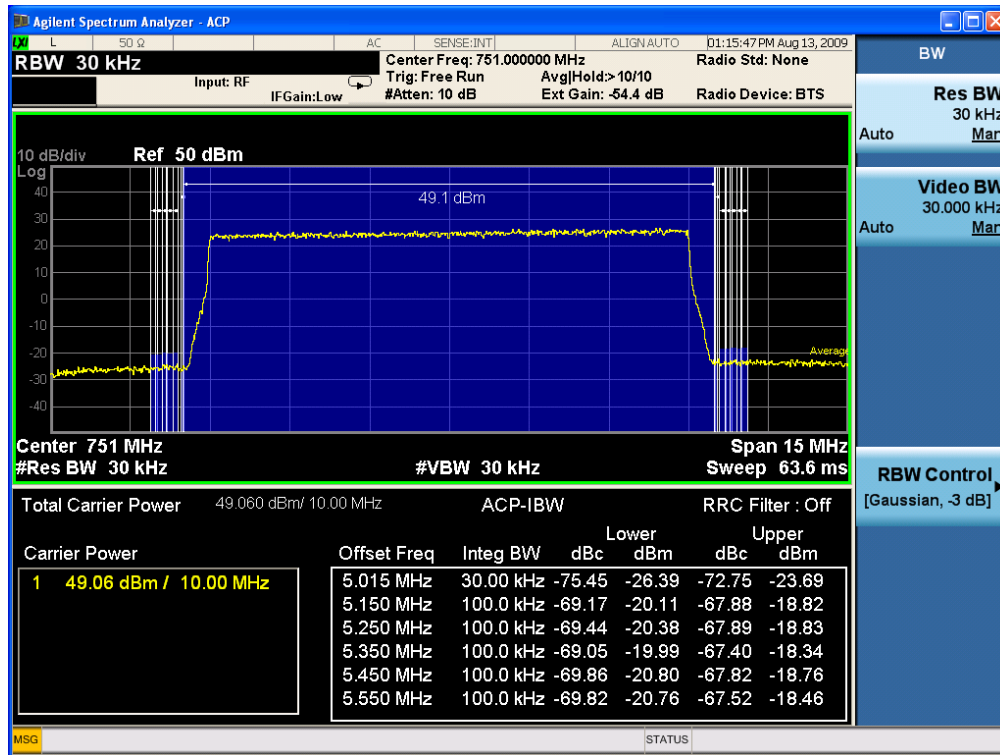 Agilent Spectrum Analyzer - ACP
LXI L 50 Ω AC SENSE:INT ALIGN AUTO 01:15:47 PM Aug 13, 2009
RBW 30 kHz
Input: RF
IFGain:Low
Center Freq: 751.000000 MHz
Trig: Free Run Avg|Hold:> 10/10
#Atten: 10 dB Ext Gain: -54.4 dB
Radio Std: None
Radio Device: BTS
10 dB/div Ref 50 dBm
Log
40
30
20
10
0
-10
-20
-30
-40
49.1 dBm
Average
Center 751 MHz Span 15 MHz
#Res BW 30 kHz #VBW 30 kHz Sweep 63.6 ms
Total Carrier Power 49.060 dBm/ 10.00 MHz ACP-IBW RRC Filter : Off
Lower Upper
Carrier Power Offset Freq Integ BW dBc dBm dBc dBm
1 49.06 dBm / 10.00 MHz
5.015 MHz 30.00 kHz -75.45 -26.39 -72.75 -23.69
5.150 MHz 100.0 kHz -69.17 -20.11 -67.88 -18.82
5.250 MHz 100.0 kHz -69.44 -20.38 -67.89 -18.83
5.350 MHz 100.0 kHz -69.05 -19.99 -67.40 -18.34
5.450 MHz 100.0 kHz -69.86 -20.80 -67.82 -18.76
5.550 MHz 100.0 kHz -69.82 -20.76 -67.52 -18.46
MSG STATUS
BW
Res BW
30 kHz
Auto Man
Video BW
30.000 kHz
Auto Man
RBW Control
[Gaussian, -3 dB]